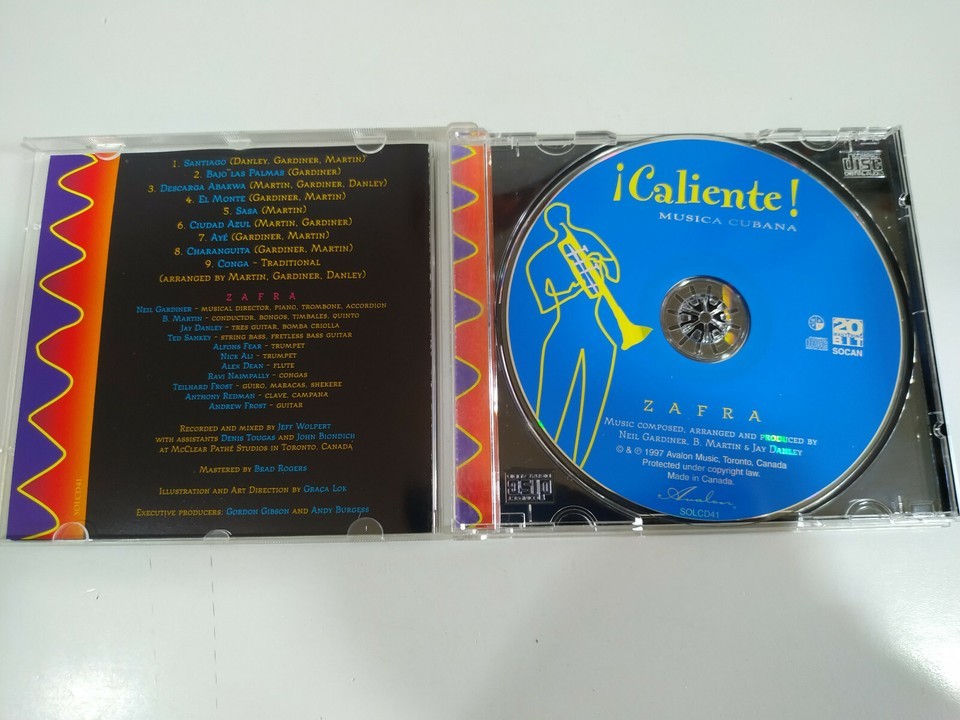 1. Santiago (Danley, Gardiner, Martin)
2. Bajo las Palmas (Gardiner)
3. Descarga Abakwa (Martin, Gardiner, Danley)
4. El Monte (Gardiner, Martin)
5. Saba (Martin)
6. Ciudad Azul (Martin, Gardiner)
7. Ayé (Gardiner, Martin)
8. Charanguita (Gardiner, Martin)
9. Conga – Traditional
(arranged by Martin, Gardiner, Danley)
ZAFRA
Neil Gardiner – musical director, piano, trombone, accordion
B. Martin – conductor, bongos, timbales, quinto
Jay Danley – tres guitar, bomba criolla
Ted Sankey – string bass, fretless bass guitar
Alfons Fear – trumpet
Nick Ali – trumpet
Alex Dean – flute
Ravi Naimpally – congas
Teilhard Frost – güiro, maracas, shekere
Anthony Redman – clave, campana
Andrew Frost – guitar
Recorded and mixed by Jeff Wolpert
with assistants Denis Tougas and John Biondich
at McClear Pathé Studios in Toronto, Canada
Mastered by Brad Rogers
Illustration and Art Direction by Graça Lok
Executive producers: Gordon Gibson and Andy Burgess
SOLCD41
¡Caliente!
MUSICA CUBANA
20
BIT
SOCAN
ZAFRA
Music composed, arranged and produced by
Neil Gardiner, B. Martin & Jay Danley
© & ℗ 1997 Avalon Music, Toronto, Canada
Protected under copyright law.
Made in Canada.
Avalon
SOLCD41